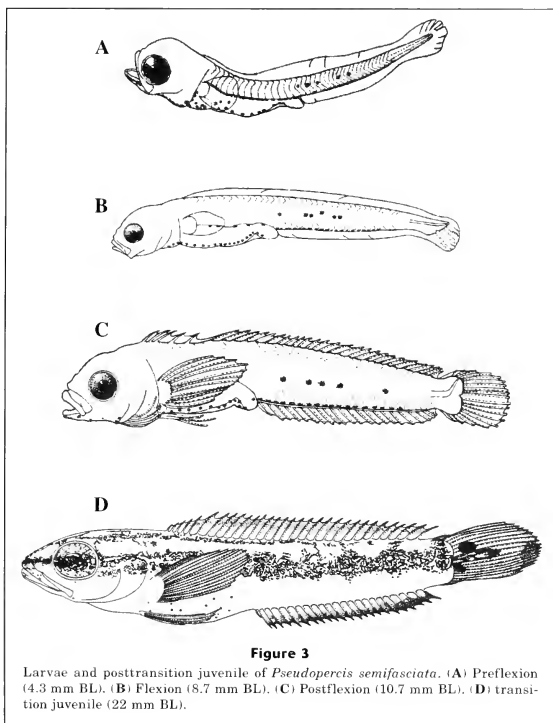 A
B
C
D
Figure 3
Larvae and posttransition juvenile of Pseudopercis semifasciata. (A) Preflexion
(4.3 mm BL). (B) Flexion (8.7 mm BL). (C) Postflexion (10.7 mm BL). (D) transi-
tion juvenile (22 mm BL).